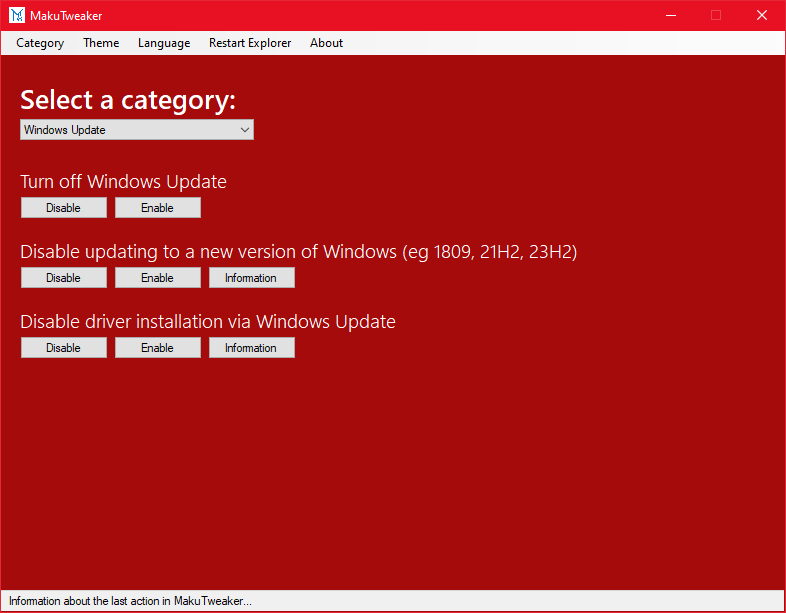 MakuTweaker
Category Theme Language Restart Explorer About
Select a category:
Windows Update
Turn off Windows Update
Disable Enable
Disable updating to a new version of Windows (eg 1809, 21H2, 23H2)
Disable Enable Information
Disable driver installation via Windows Update
Disable Enable Information
Information about the last action in MakuTweaker...